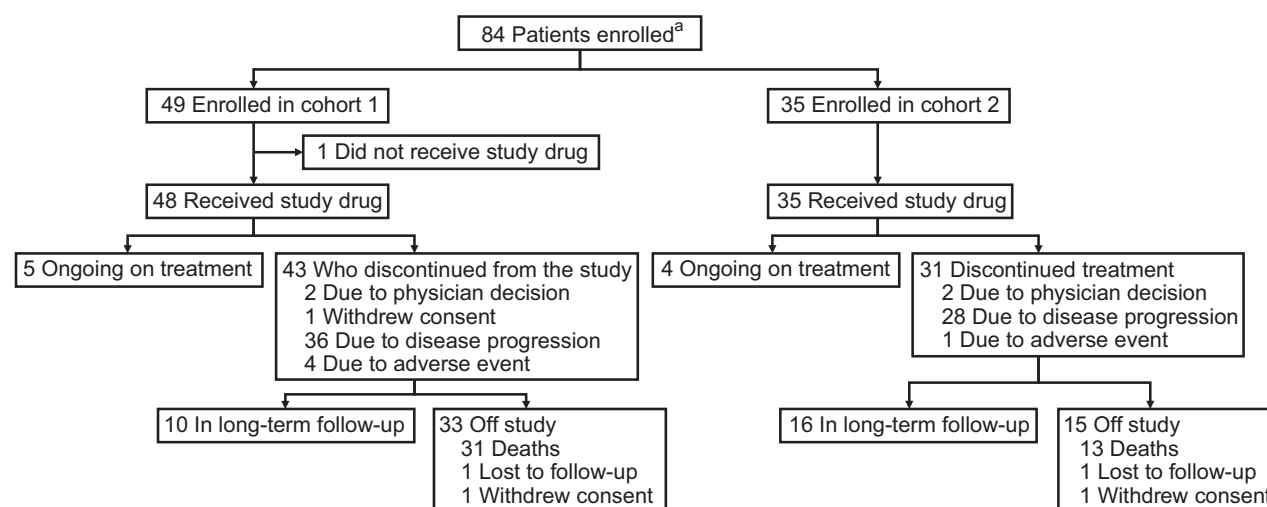 84 Patients enrolledᵃ
49 Enrolled in cohort 1
35 Enrolled in cohort 2
1 Did not receive study drug
48 Received study drug
35 Received study drug
5 Ongoing on treatment
43 Who discontinued from the study
2 Due to physician decision
1 Withdrew consent
36 Due to disease progression
4 Due to adverse event
4 Ongoing on treatment
31 Discontinued treatment
2 Due to physician decision
28 Due to disease progression
1 Due to adverse event
10 In long-term follow-up
33 Off study
31 Deaths
1 Lost to follow-up
1 Withdrew consent
16 In long-term follow-up
15 Off study
13 Deaths
1 Lost to follow-up
1 Withdrew consent